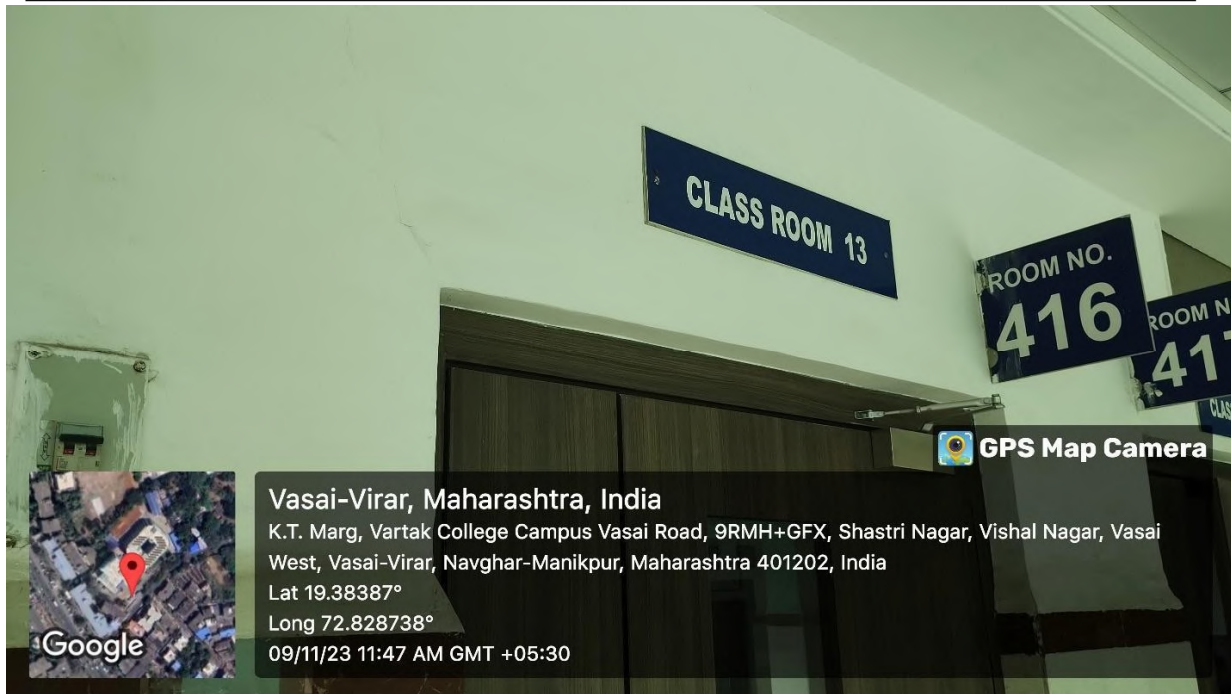 CLASS ROOM 13
ROOM NO.
416
ROOM N
417
GPS Map Camera
Vasai-Virar, Maharashtra, India
K.T. Marg, Vartak College Campus Vasai Road, 9RMH+GFX, Shastri Nagar, Vishal Nagar, Vasai
West, Vasai-Virar, Navghar-Manikpur, Maharashtra 401202, India
Lat 19.38387°
Long 72.828738°
09/11/23 11:47 AM GMT +05:30
Google